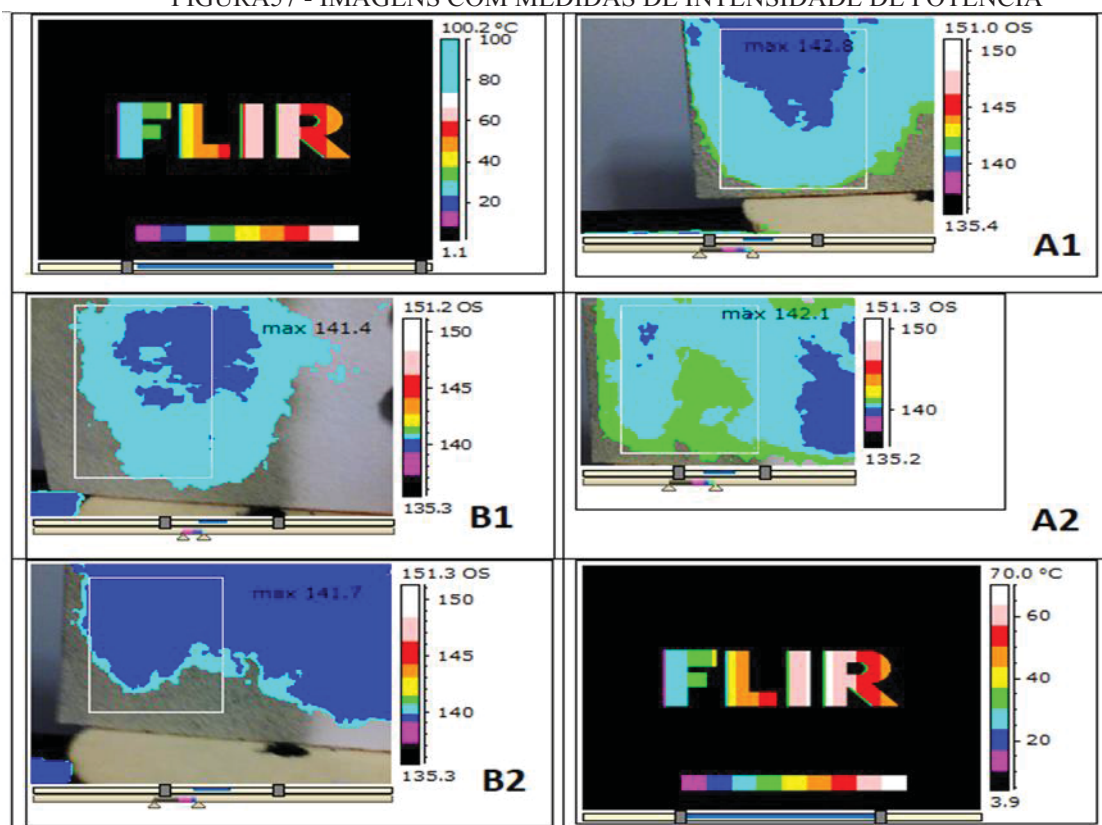 FIGURA57 - IMAGENS COM MEDIDAS DE INTENSIDADE DE POTÊNCIA
100.2 °C
100
80
60
40
20
1.1
FLIR
151.0 OS
150
145
140
135.4
max 142.8
A1
151.2 OS
150
145
140
135.3
max 141.4
B1
151.3 OS
150
140
135.2
max 142.1
A2
151.3 OS
150
145
140
135.3
max 141.7
B2
70.0 °C
60
40
20
3.9
FLIR